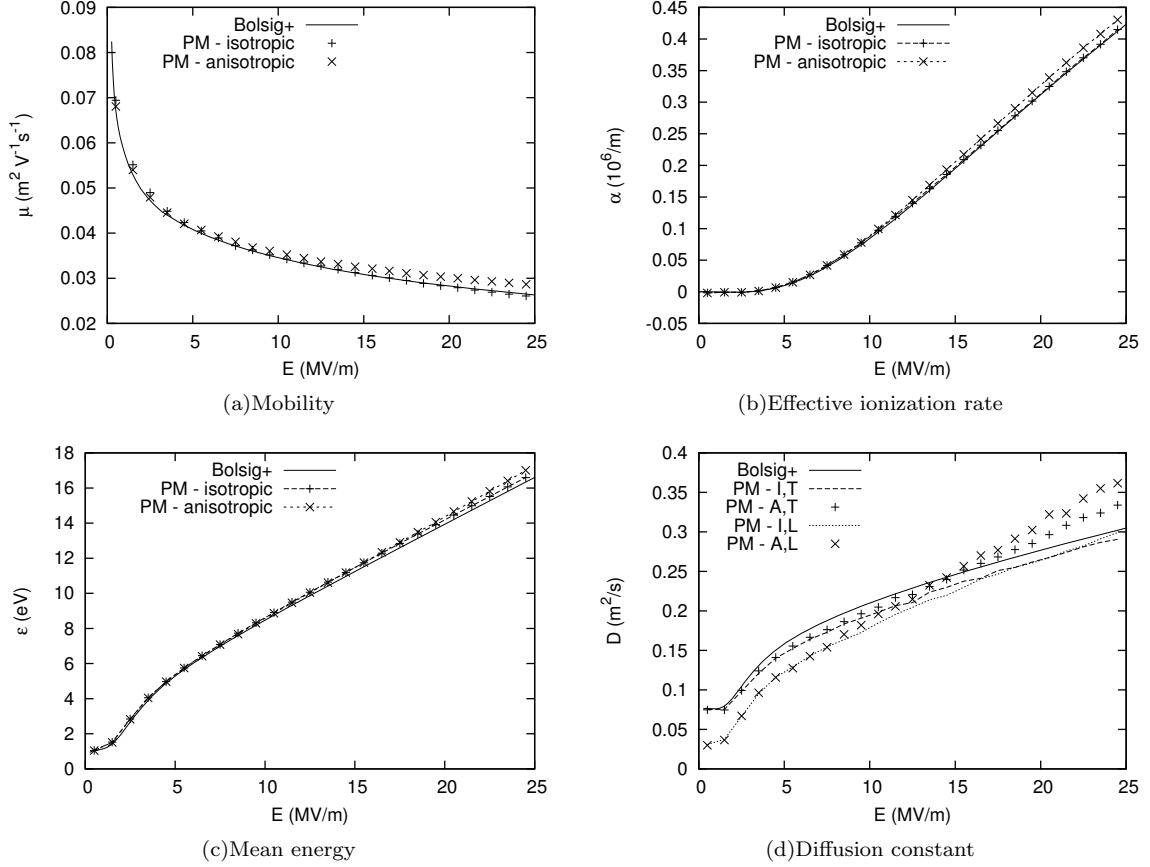 Bolsig+
PM - isotropic
PM - anisotropic
0.09
0.08
0.07
0.06
0.05
0.04
0.03
0.02
μ (m² V⁻¹s⁻¹)
0 5 10 15 20 25
E (MV/m)
(a)Mobility
Bolsig+
PM - isotropic
PM - anisotropic
0.45
0.4
0.35
0.3
0.25
0.2
0.15
0.1
0.05
0
-0.05
α (10⁶/m)
0 5 10 15 20 25
E (MV/m)
(b)Effective ionization rate
Bolsig+
PM - isotropic
PM - anisotropic
18
16
14
12
10
8
6
4
2
0
ε (eV)
0 5 10 15 20 25
E (MV/m)
(c)Mean energy
Bolsig+
PM - I,T
PM - A,T
PM - I,L
PM - A,L
0.4
0.35
0.3
0.25
0.2
0.15
0.1
0.05
0
D (m²/s)
0 5 10 15 20 25
E (MV/m)
(d)Diffusion constant